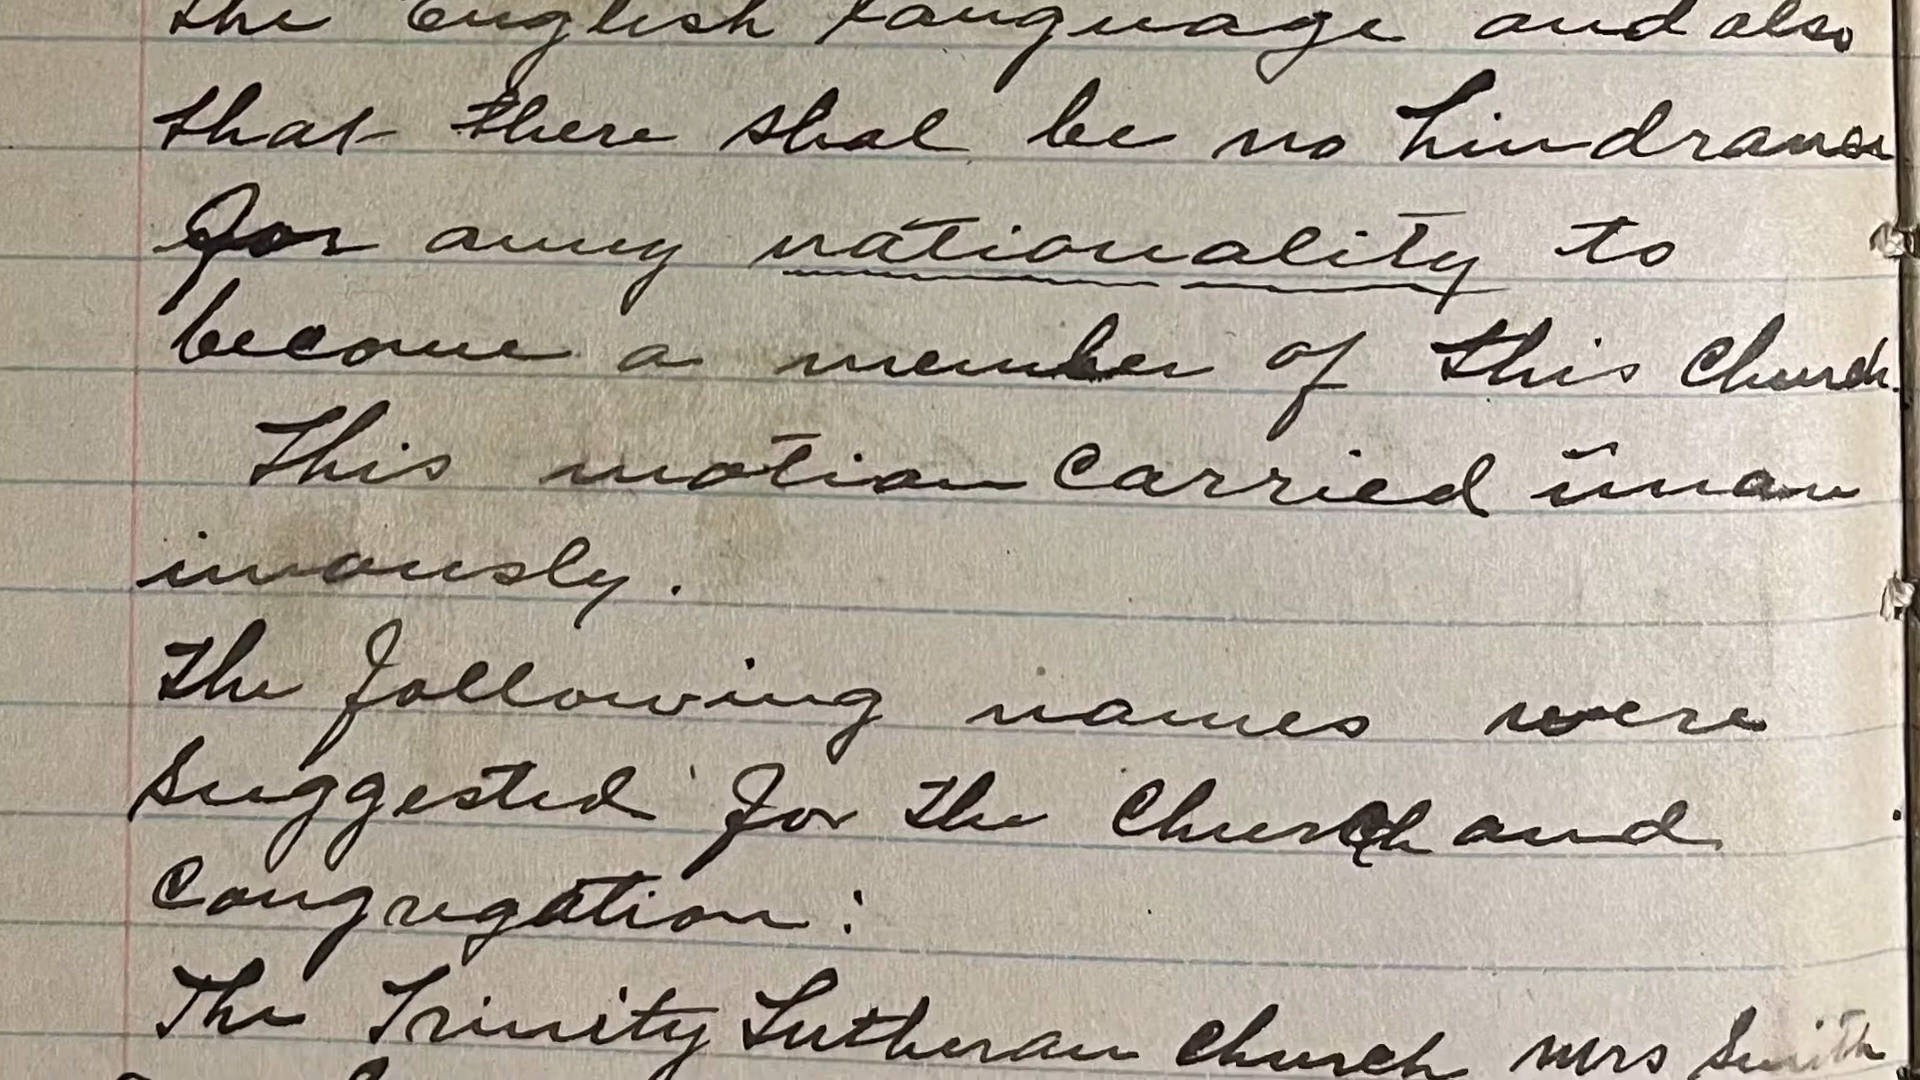 the English language and also
that there shal be no hindrance
for anny nationality to
become a member of this Church.
This motion carried unan
imously.
The following names were
suggested for the Church and
Congregation:
The Trinity Lutheran Church Mrs Smith